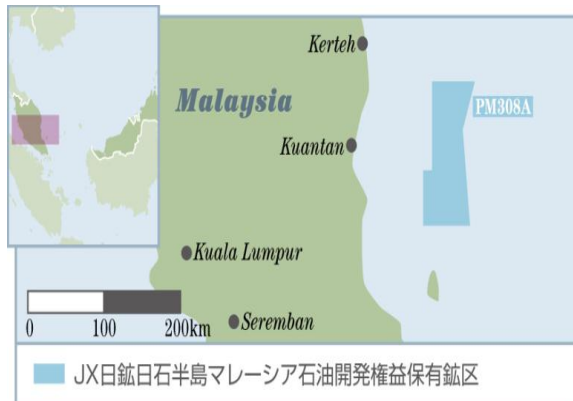 Kerteh
Malaysia
PM308A
Kuantan
Kuala Lumpur
0 100 200km
Seremban
JX日鉱日石半島マレーシア石油開発権益保有鉱区